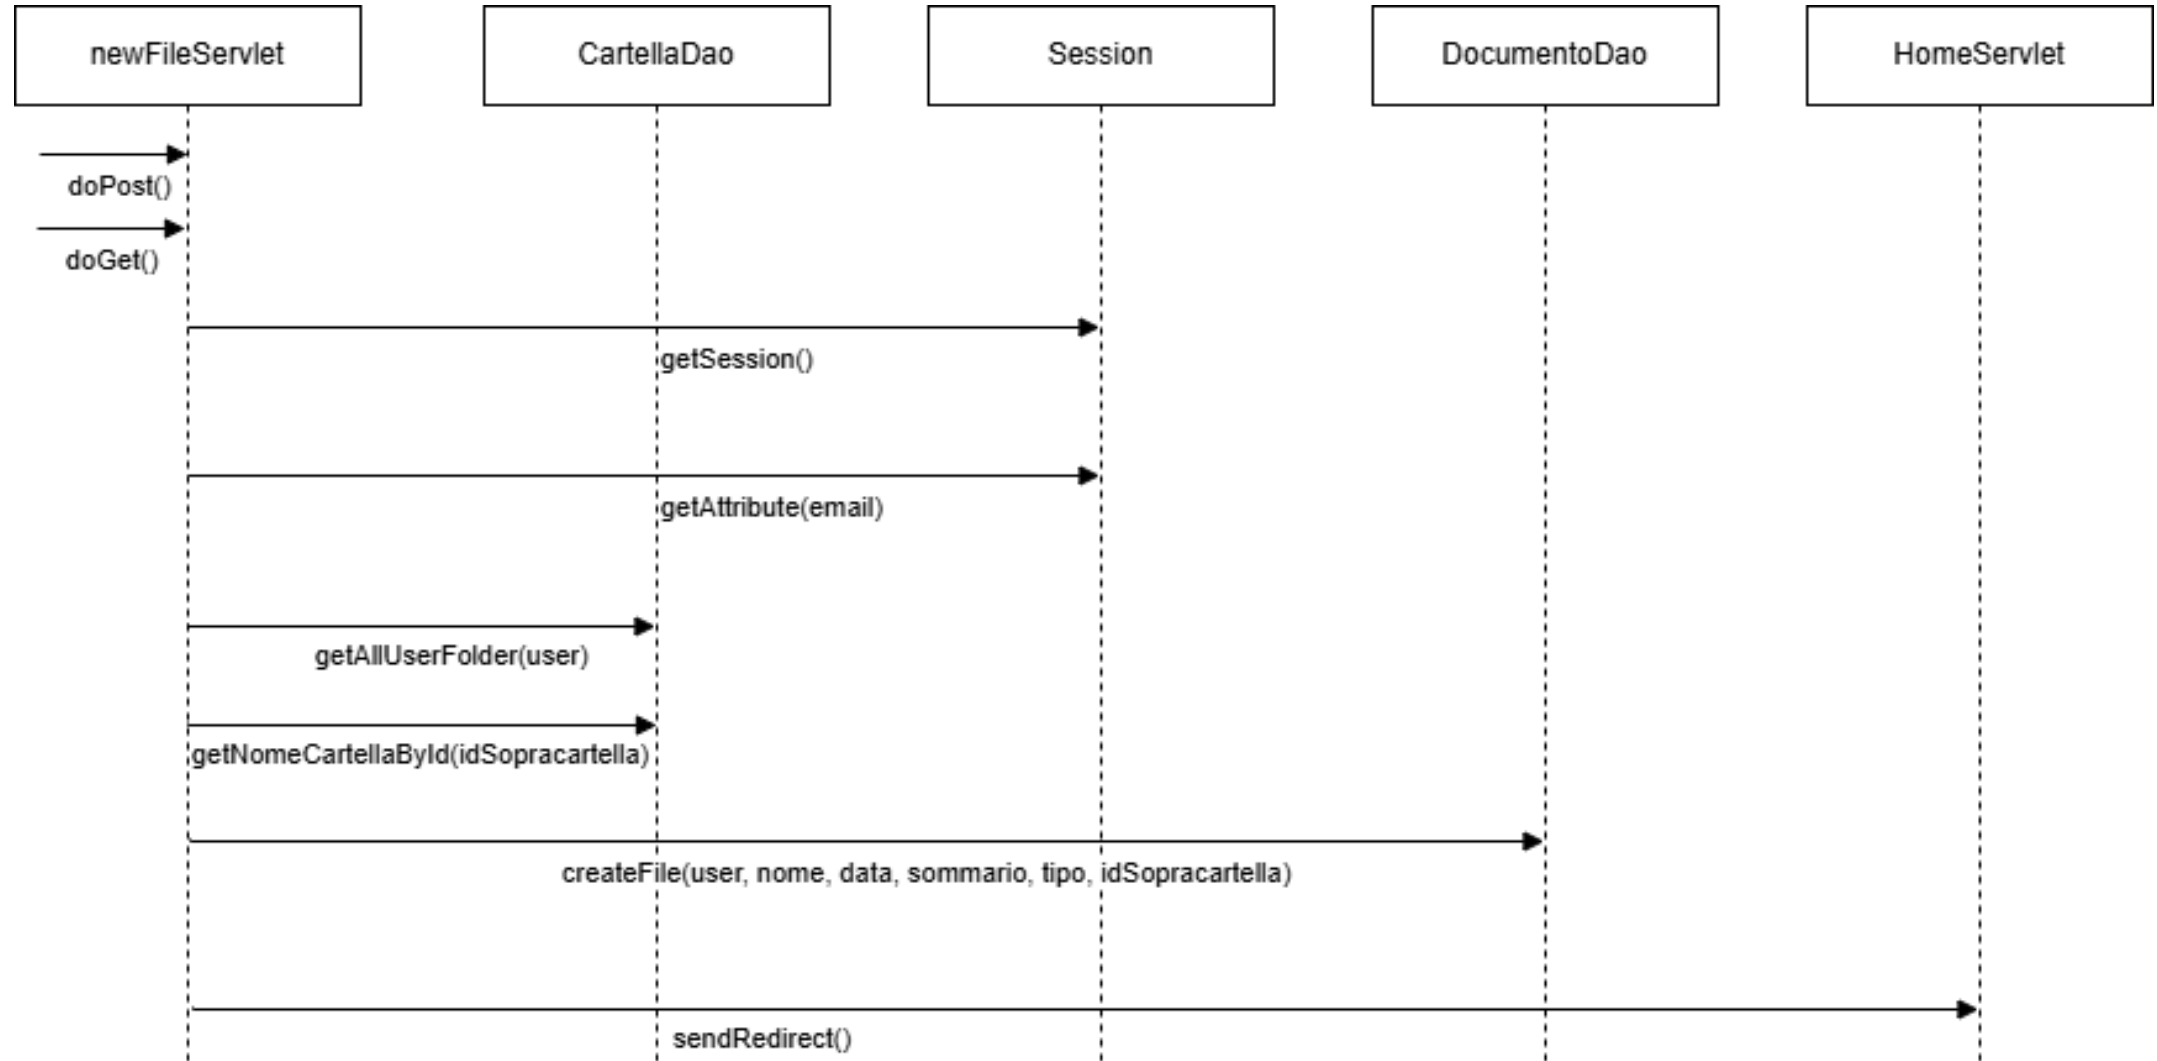 newFileServlet
CartellaDao
Session
DocumentoDao
HomeServlet
doPost()
doGet()
getSession()
getAttribute(email)
getAllUserFolder(user)
getNomeCartellaById(idSopracartella)
createFile(user, nome, data, sommario, tipo, idSopracartella)
sendRedirect()